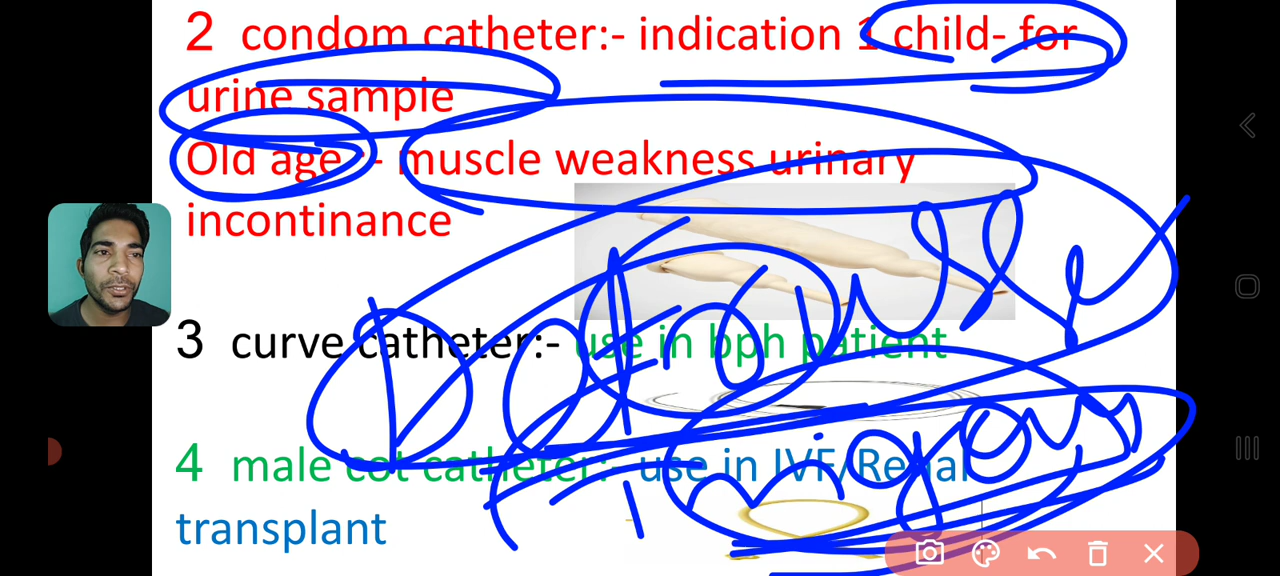 2 condom catheter:- indication 1 child- for
urine sample
Old age :- muscle weakness urinary
incontinance
3 curve catheter:- use in bph patient
4 male cot catheter:- use in IVF/Renal
transplant